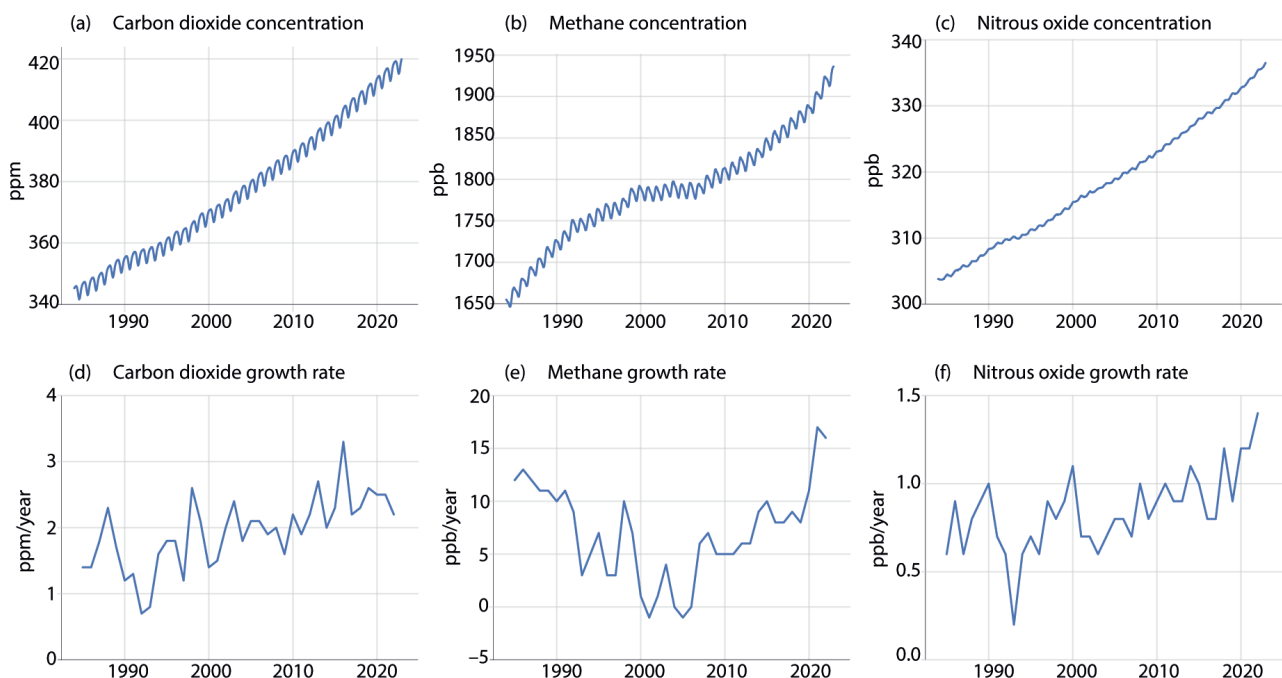 (a) Carbon dioxide concentration
420
400
380
360
340
ppm
1990 2000 2010 2020
(b) Methane concentration
1950
1900
1850
1800
1750
1700
1650
ppb
1990 2000 2010 2020
(c) Nitrous oxide concentration
340
330
320
310
300
ppb
1990 2000 2010 2020
(d) Carbon dioxide growth rate
4
3
2
1
0
ppm/year
1990 2000 2010 2020
(e) Methane growth rate
20
15
10
5
0
−5
ppb/year
1990 2000 2010 2020
(f) Nitrous oxide growth rate
1.5
1.0
0.5
0.0
ppb/year
1990 2000 2010 2020